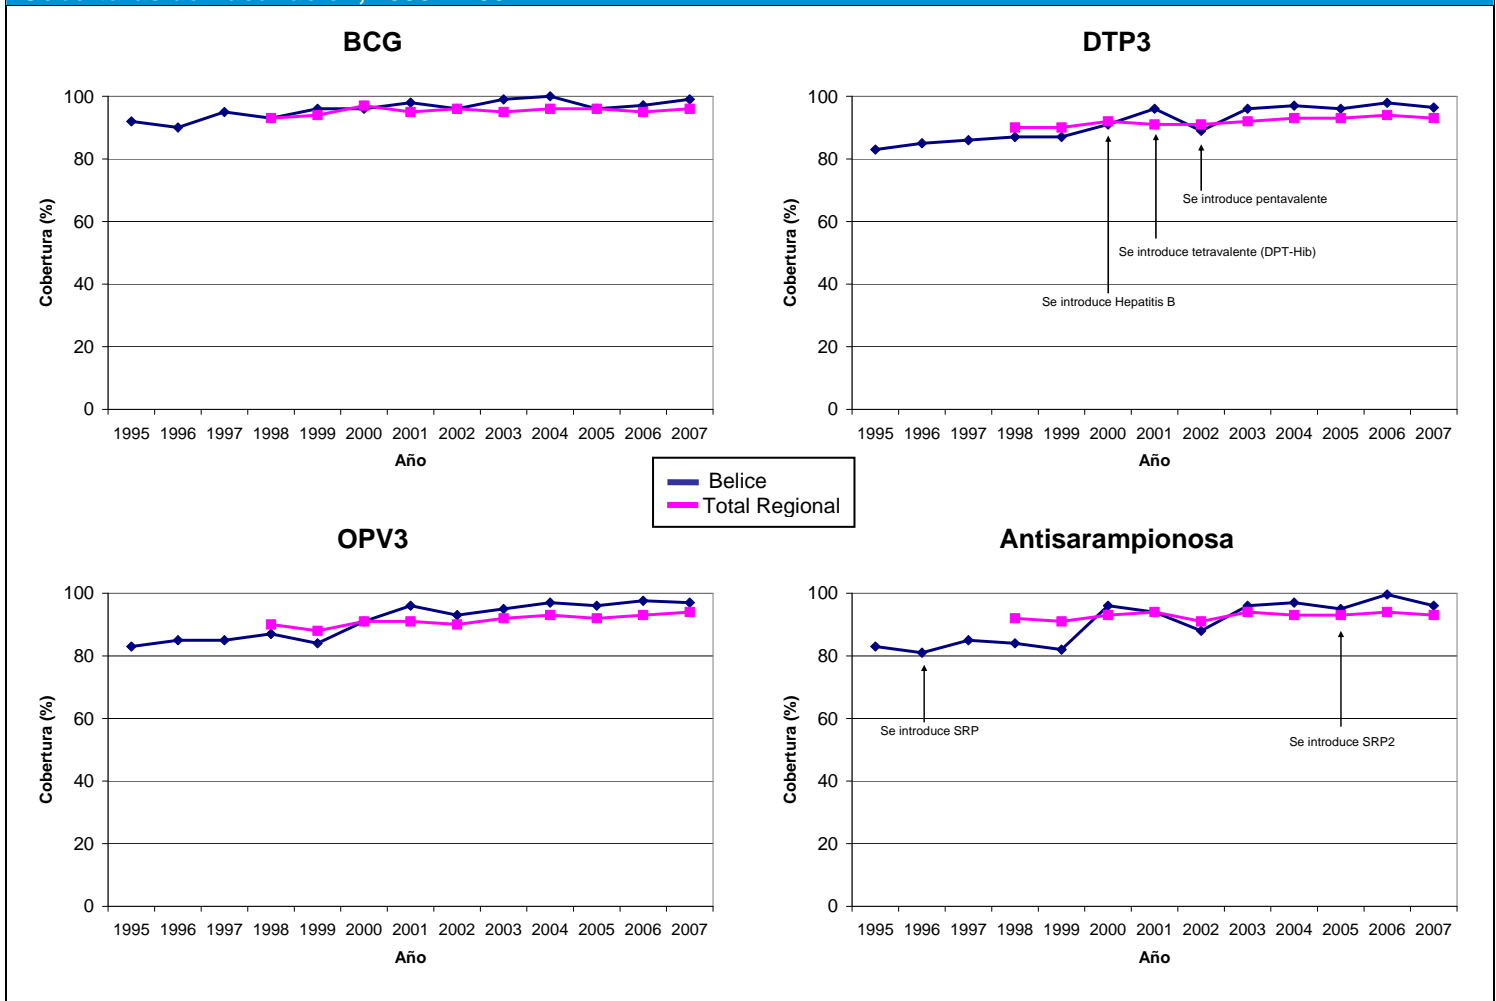 BCG
Cobertura (%)
100
80
60
40
20
0
1995 1996 1997 1998 1999 2000 2001 2002 2003 2004 2005 2006 2007
Año
DTP3
Cobertura (%)
100
80
60
40
20
0
Se introduce pentavalente
Se introduce tetravalente (DPT-Hib)
Se introduce Hepatitis B
1995 1996 1997 1998 1999 2000 2001 2002 2003 2004 2005 2006 2007
Año
Belice
Total Regional
OPV3
Cobertura (%)
100
80
60
40
20
0
1995 1996 1997 1998 1999 2000 2001 2002 2003 2004 2005 2006 2007
Año
Antisarampionosa
Cobertura (%)
100
80
60
40
20
0
Se introduce SRP
Se introduce SRP2
1995 1996 1997 1998 1999 2000 2001 2002 2003 2004 2005 2006 2007
Año